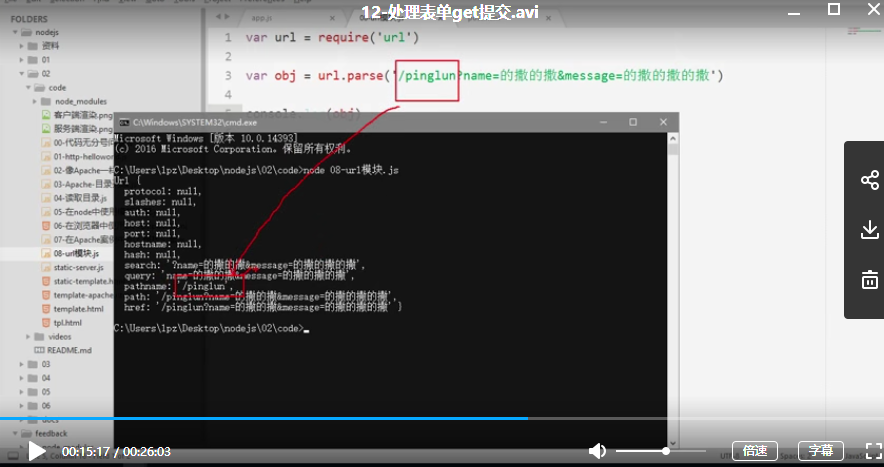 12-处理表单get提交.avi
FOLDERS
app.js
nodejs
资料
01
02
code
node_modules
客户端渲染.png
服务端渲染.png
00-代码无分号问
01-http-hellowor
02-像Apache一样
03-Apache-目录
04-读取目录.js
05-在node中使用
06-在浏览器中使
07-在Apache案例
08-url模块.js
static-server.js
static-template.h
template-apache
template.html
tpl.html
videos
README.md
03
04
05
06
docs
feedback
1 var url = require('url')
2
3 var obj = url.parse('/pinglun?name=的撒的撒&message=的撒的撒的撒')
4
C:\Windows\SYSTEM32\cmd.exe
Microsoft Windows [版本 10.0.14393]
(c) 2016 Microsoft Corporation。保留所有权利。
C:\Users\lpz\Desktop\nodejs\02\code>node 08-url模块.js
Url {
protocol: null,
slashes: null,
auth: null,
host: null,
port: null,
hostname: null,
hash: null,
search: '?name=的撒的撒&message=的撒的撒的撒',
query: 'name=的撒的撒&message=的撒的撒的撒',
pathname: '/pinglun',
path: '/pinglun?name=的撒的撒&message=的撒的撒的撒',
href: '/pinglun?name=的撒的撒&message=的撒的撒的撒' }
C:\Users\lpz\Desktop\nodejs\02\code>
00:15:17 / 00:26:03
倍速
字幕